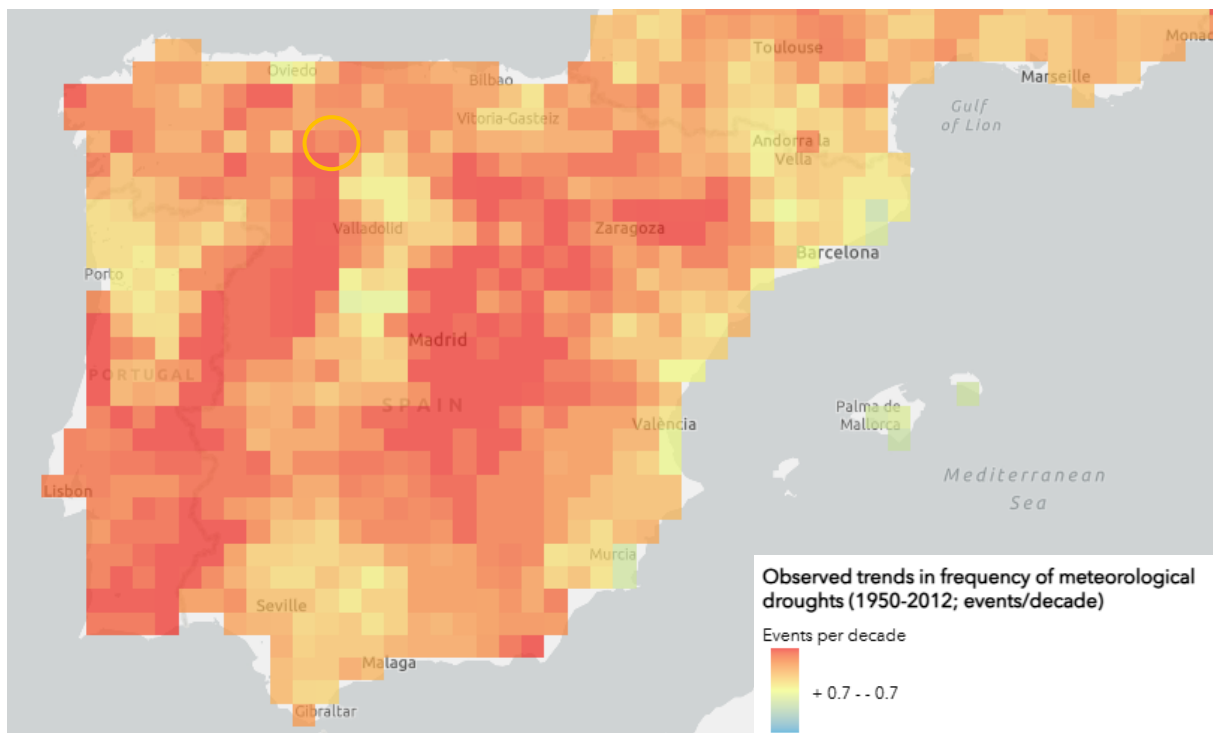 Toulouse
Monac
Oviedo
Bilbao
Marseille
Gulf
of Lion
Vitoria-Gasteiz
Andorra la
Vella
Valladolid
Zaragoza
Barcelona
Porto
Madrid
PORTUGAL
SPAIN
Palma de
Mallorca
València
Mediterranean
Sea
Lisbon
Murcia
Seville
Malaga
Gibraltar
Observed trends in frequency of meteorological
droughts (1950-2012; events/decade)
Events per decade
+ 0.7 - - 0.7